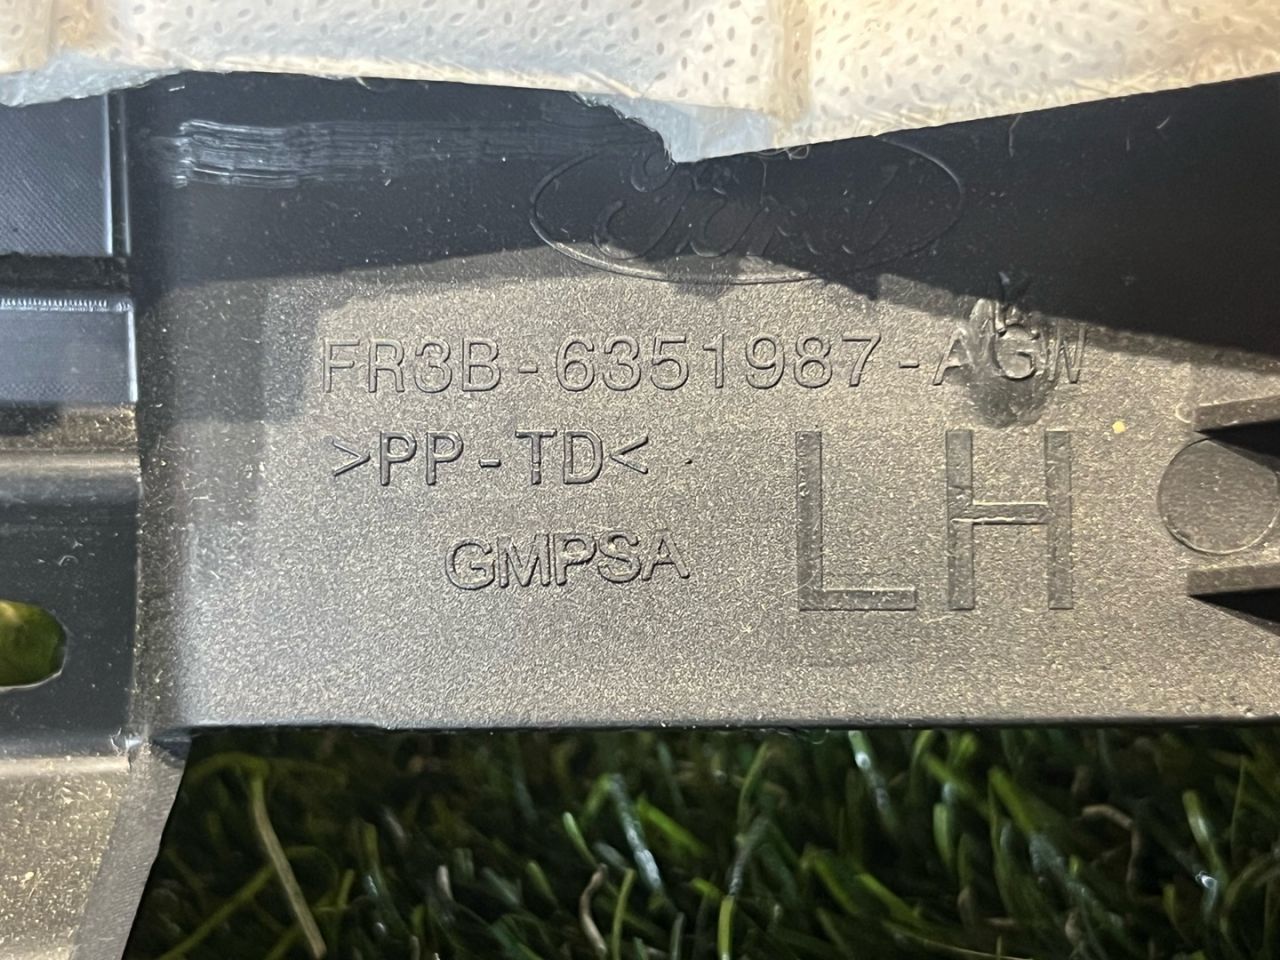 Ford
FR3B-6351987-AGW
>PP-TD<
LH
GMPSA